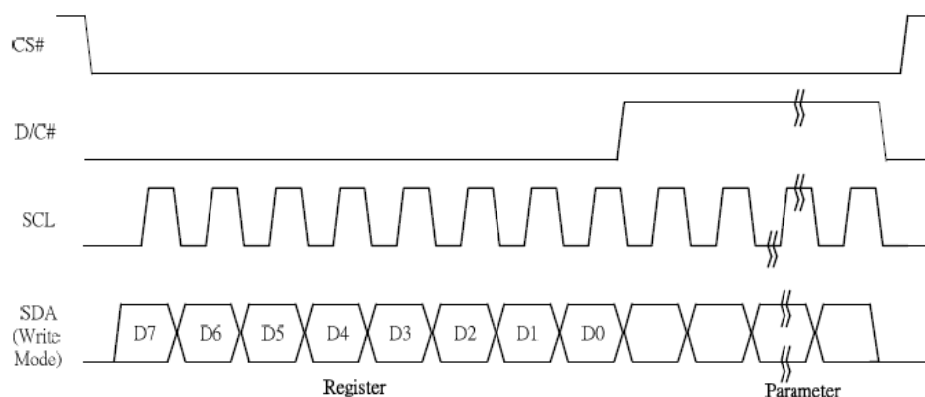 CS#
D/C#
SCL
SDA
(Write
Mode)
D7 D6 D5 D4 D3 D2 D1 D0
Register Parameter